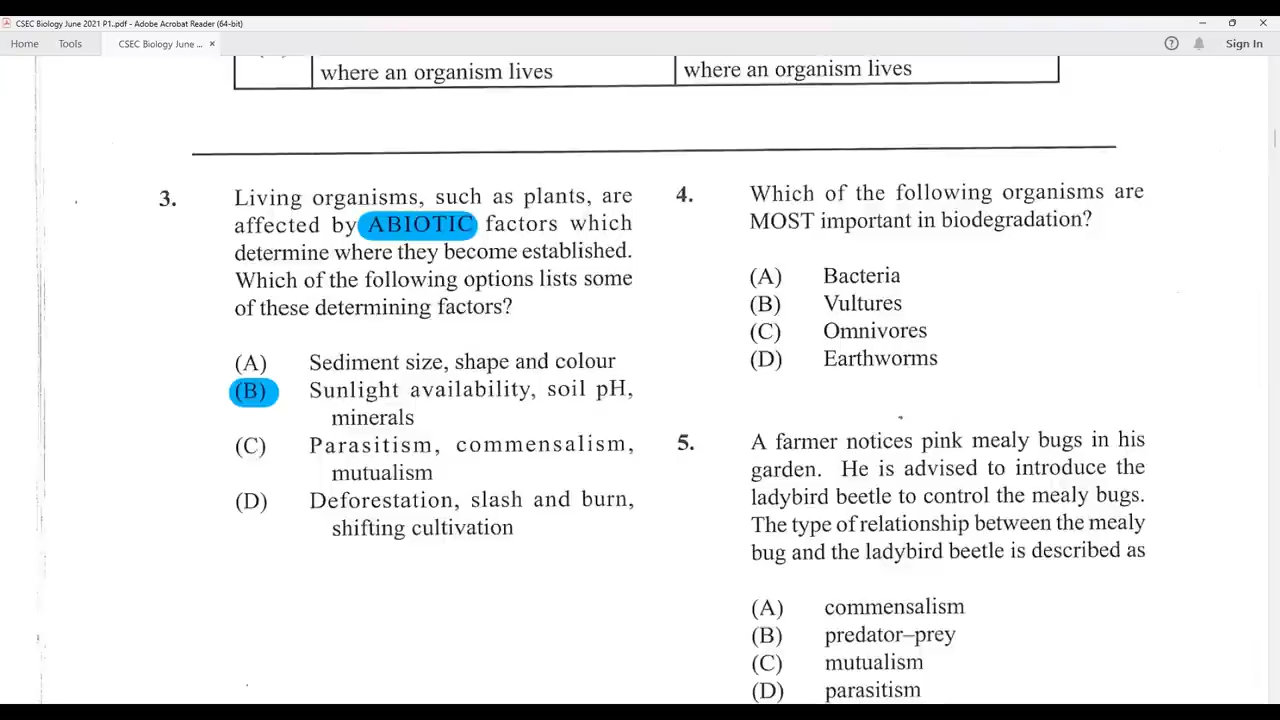 CSEC Biology June 2021 P1..pdf - Adobe Acrobat Reader (64-bit)
Home
Tools
CSEC Biology June ...
Sign In
where an organism lives
where an organism lives
3.
Living organisms, such as plants, are
affected by ABIOTIC factors which
determine where they become established.
Which of the following options lists some
of these determining factors?
(A) Sediment size, shape and colour
(B) Sunlight availability, soil pH,
minerals
(C) Parasitism, commensalism,
mutualism
(D) Deforestation, slash and burn,
shifting cultivation
4.
Which of the following organisms are
MOST important in biodegradation?
(A) Bacteria
(B) Vultures
(C) Omnivores
(D) Earthworms
5.
A farmer notices pink mealy bugs in his
garden. He is advised to introduce the
ladybird beetle to control the mealy bugs.
The type of relationship between the mealy
bug and the ladybird beetle is described as
(A) commensalism
(B) predator–prey
(C) mutualism
(D) parasitism